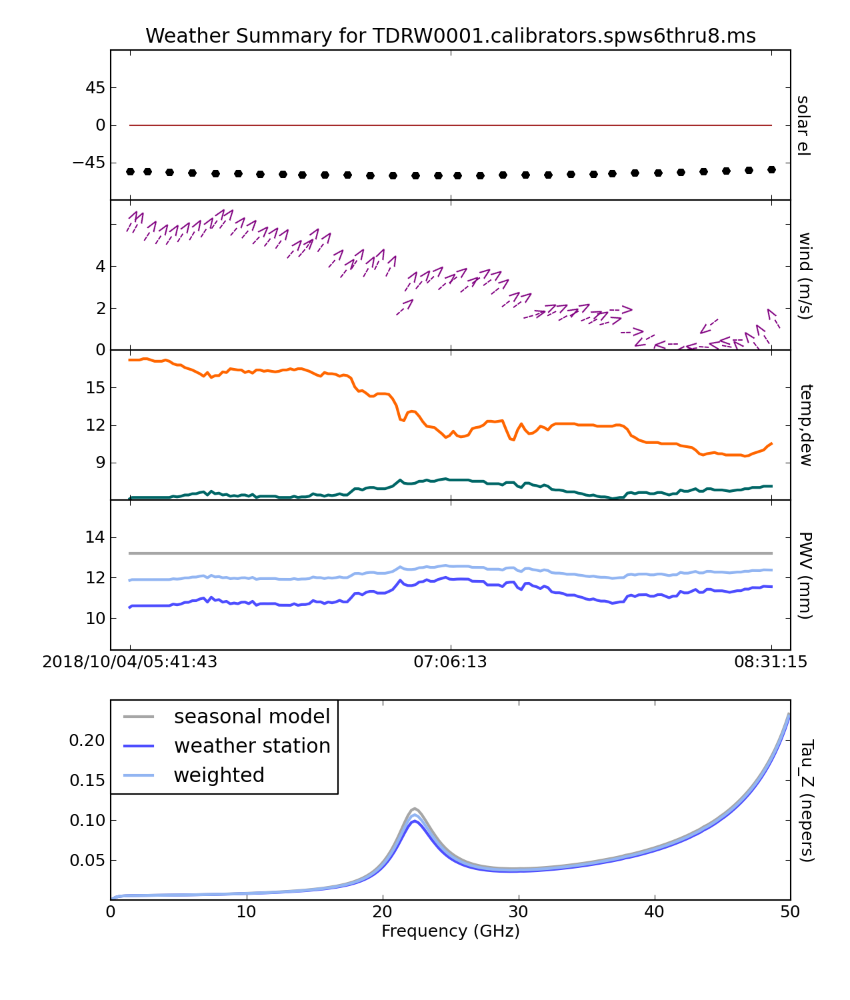 Weather Summary for TDRW0001.calibrators.spws6thru8.ms
45
0
−45
solar el
4
2
0
wind (m/s)
15
12
9
temp,dew
14
12
10
PWV (mm)
2018/10/04/05:41:43 07:06:13 08:31:15
seasonal model
weather station
weighted
0.20
0.15
0.10
0.05
Tau_Z (nepers)
0 10 20 30 40 50
Frequency (GHz)